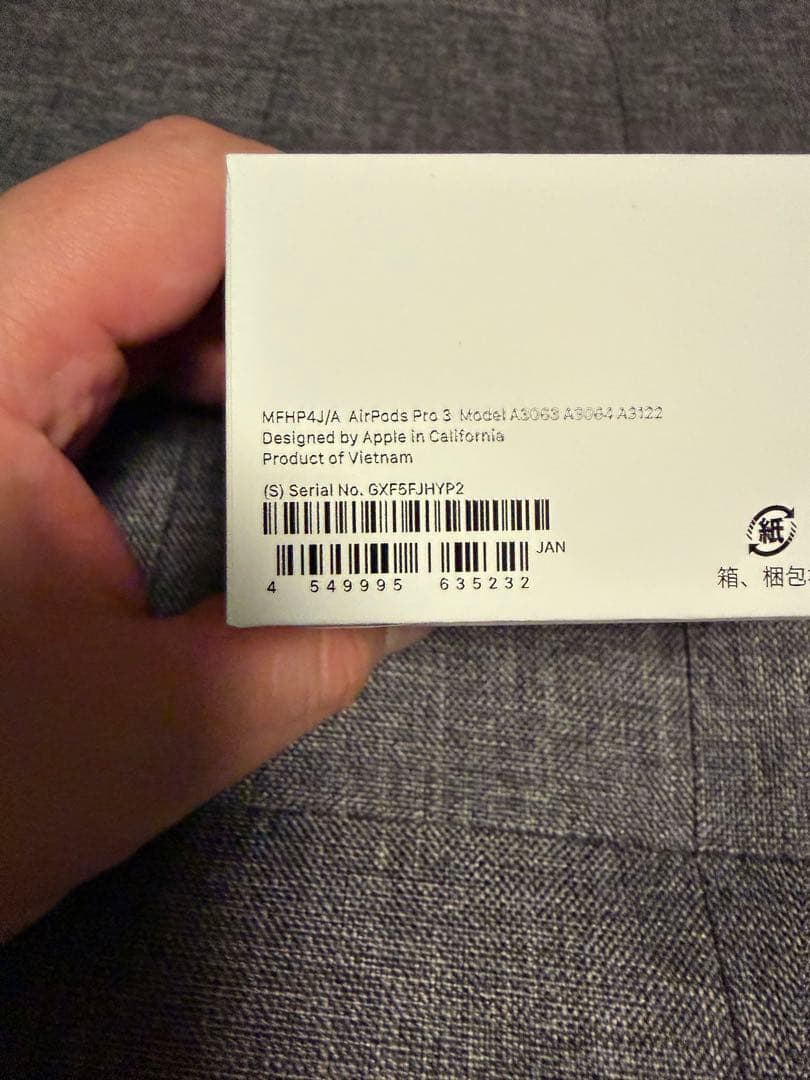 MFHP4J/A AirPods Pro 3 Model A3063 A3064 A3122
Designed by Apple in California
Product of Vietnam
(S) Serial No. GXF5FJHYP2
JAN
4 549995 635232
紙
箱、梱包